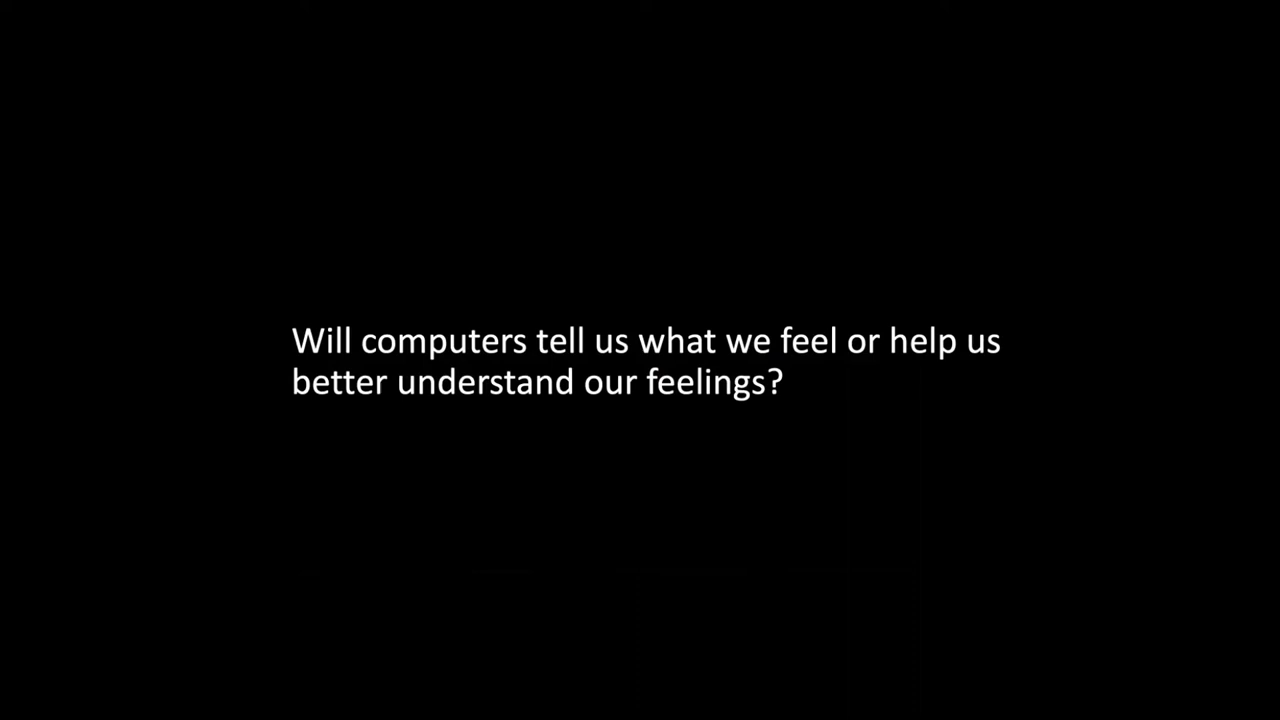 Will computers tell us what we feel or help us
better understand our feelings?